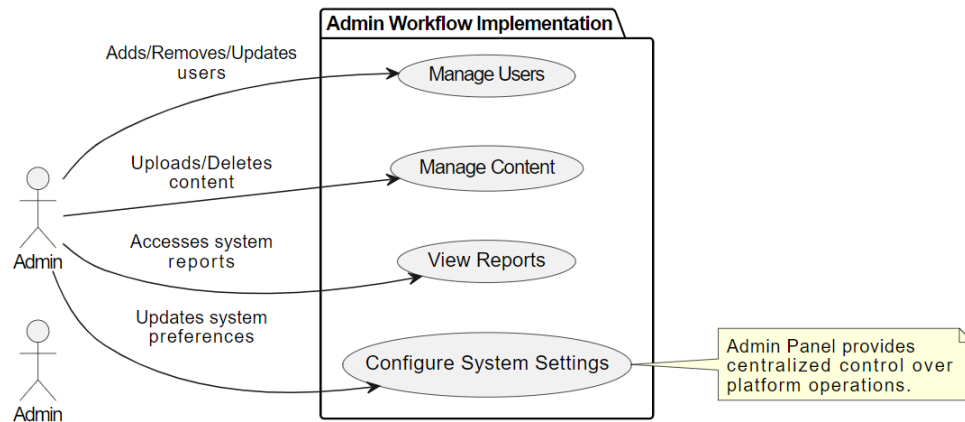 Admin Workflow Implementation
Adds/Removes/Updates
users
Manage Users
Uploads/Deletes
content
Manage Content
Admin
Accesses system
reports
View Reports
Updates system
preferences
Configure System Settings
Admin Panel provides
centralized control over
platform operations.
Admin